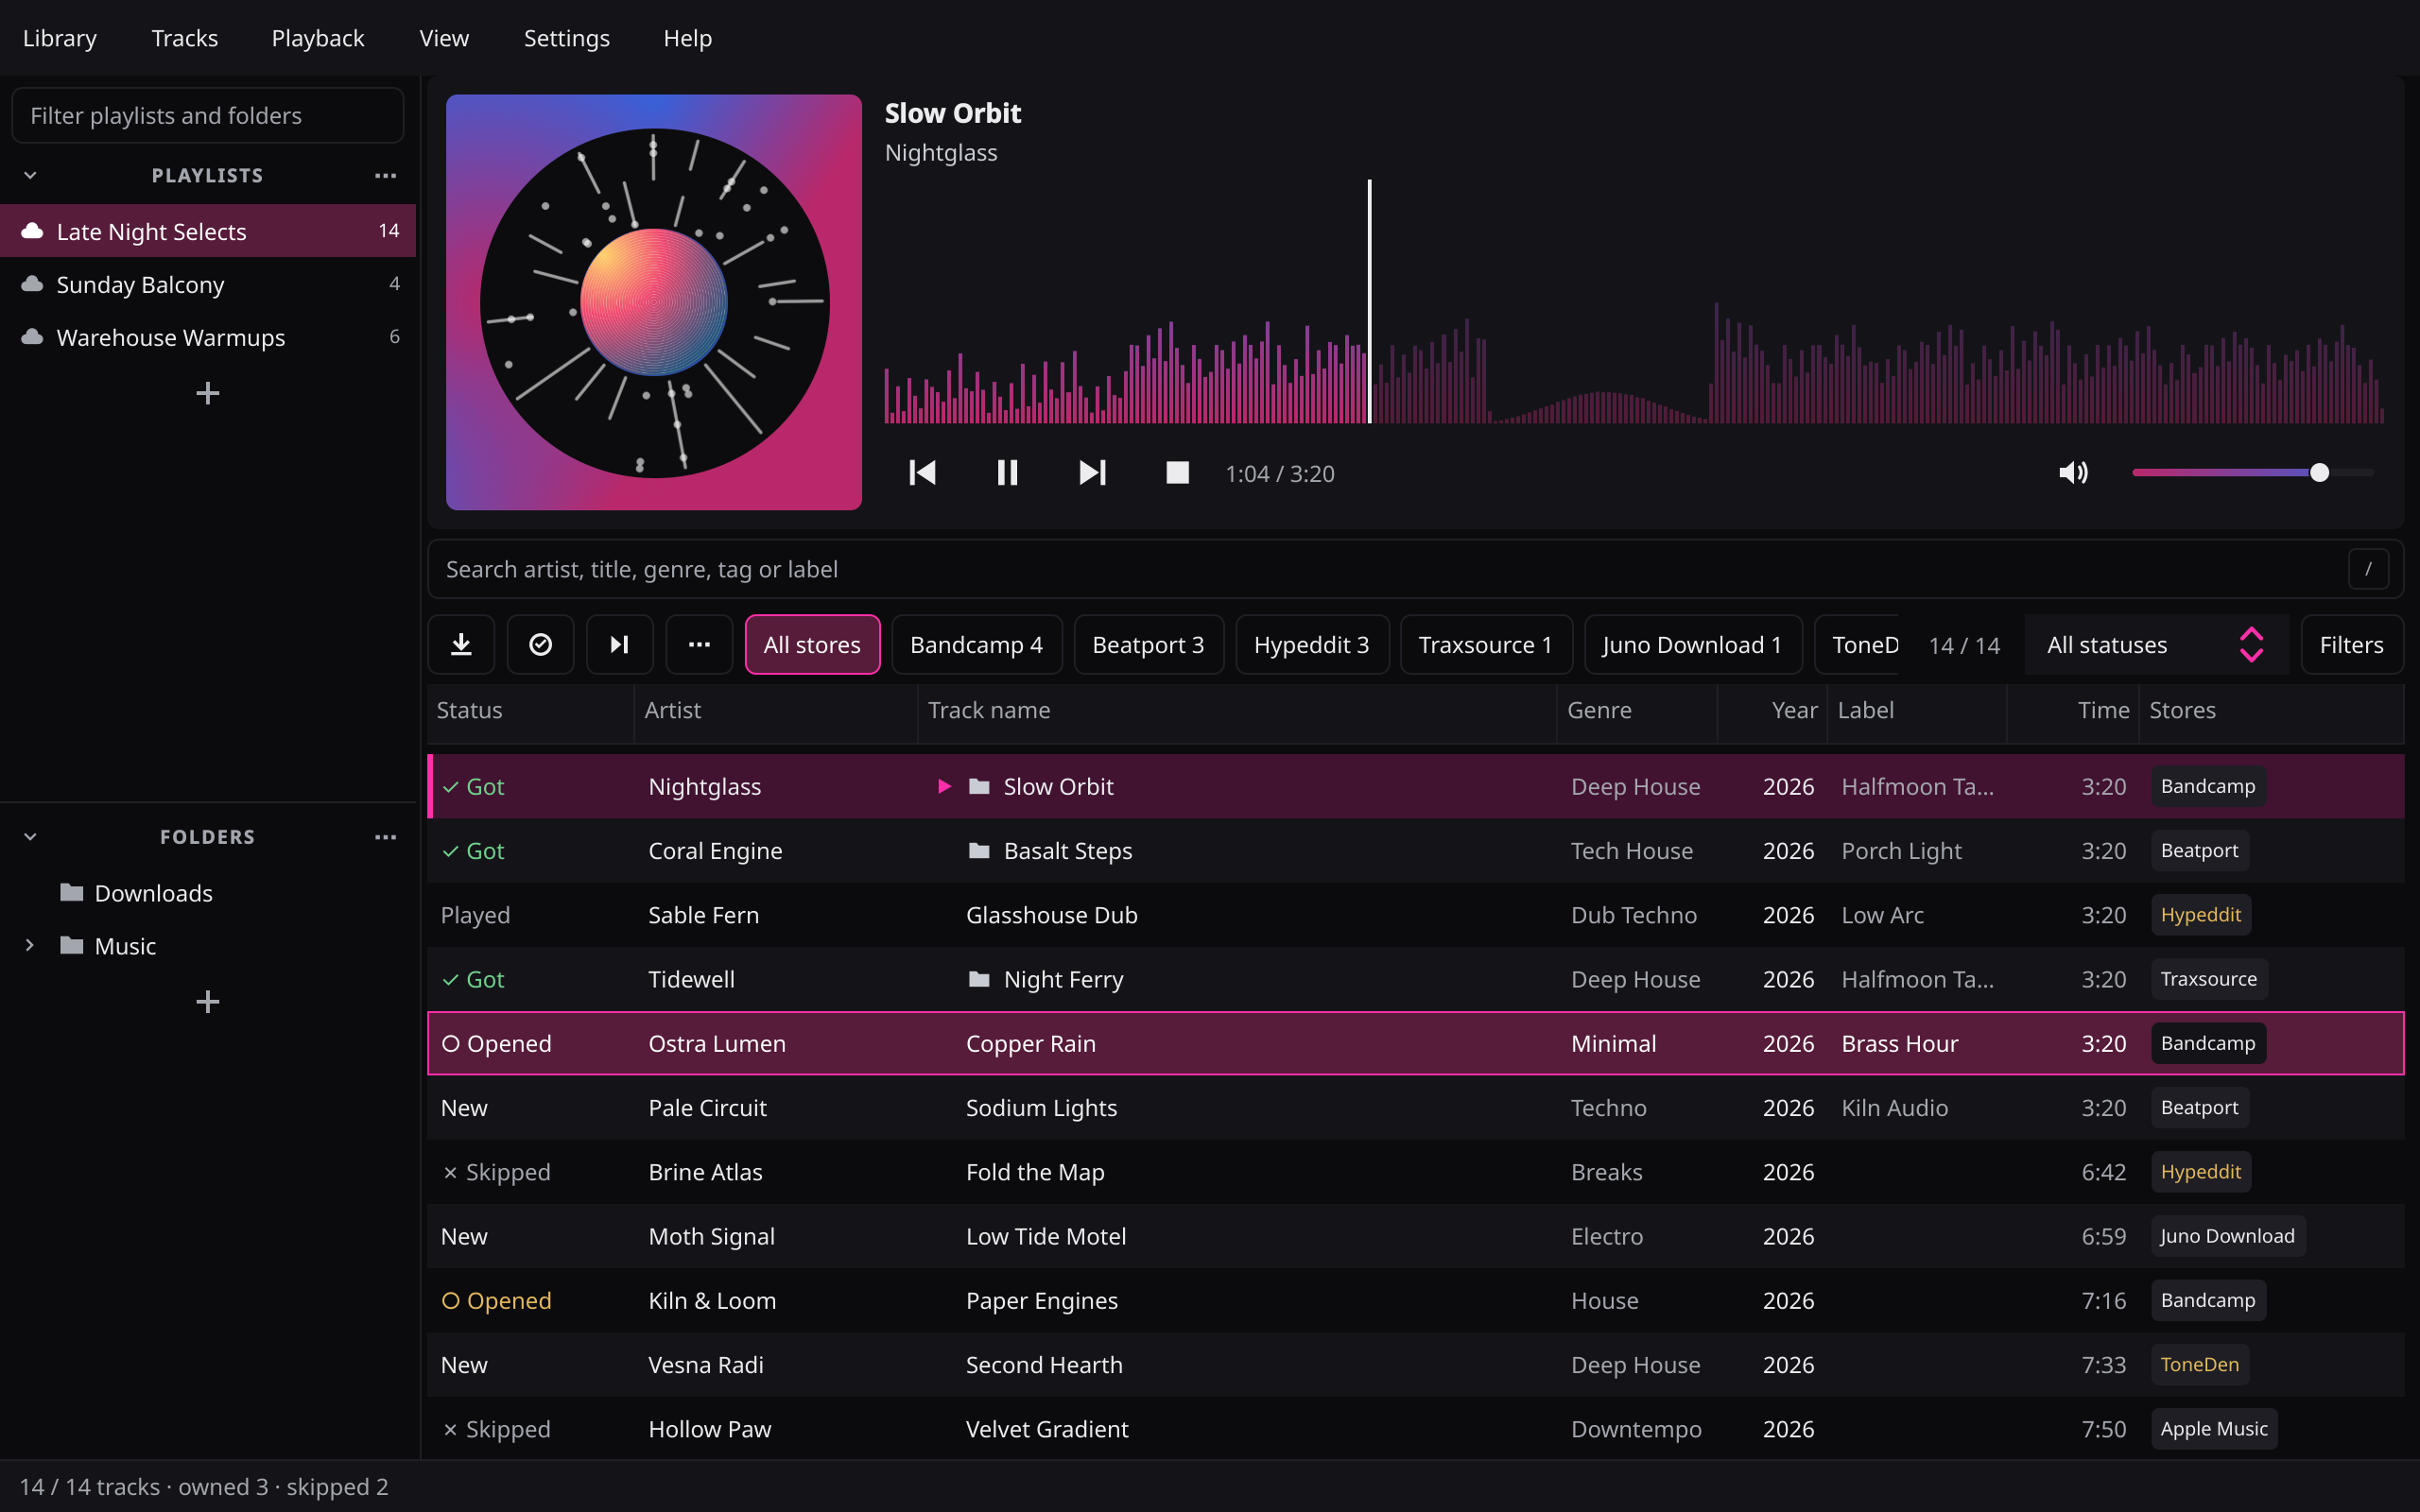 Library Tracks Playback View Settings Help
Filter playlists and folders
PLAYLISTS
Late Night Selects 14
Sunday Balcony 4
Warehouse Warmups 6
FOLDERS
Downloads
Music
Slow Orbit
Nightglass
1:04 / 3:20
Search artist, title, genre, tag or label /
All stores Bandcamp 4 Beatport 3 Hypeddit 3 Traxsource 1 Juno Download 1 ToneD 14 / 14 All statuses Filters
Status Artist Track name Genre Year Label Time Stores
Got Nightglass Slow Orbit Deep House 2026 Halfmoon Ta... 3:20 Bandcamp
Got Coral Engine Basalt Steps Tech House 2026 Porch Light 3:20 Beatport
Played Sable Fern Glasshouse Dub Dub Techno 2026 Low Arc 3:20 Hypeddit
Got Tidewell Night Ferry Deep House 2026 Halfmoon Ta... 3:20 Traxsource
Opened Ostra Lumen Copper Rain Minimal 2026 Brass Hour 3:20 Bandcamp
New Pale Circuit Sodium Lights Techno 2026 Kiln Audio 3:20 Beatport
Skipped Brine Atlas Fold the Map Breaks 2026 6:42 Hypeddit
New Moth Signal Low Tide Motel Electro 2026 6:59 Juno Download
Opened Kiln & Loom Paper Engines House 2026 7:16 Bandcamp
New Vesna Radi Second Hearth Deep House 2026 7:33 ToneDen
Skipped Hollow Paw Velvet Gradient Downtempo 2026 7:50 Apple Music
14 / 14 tracks · owned 3 · skipped 2